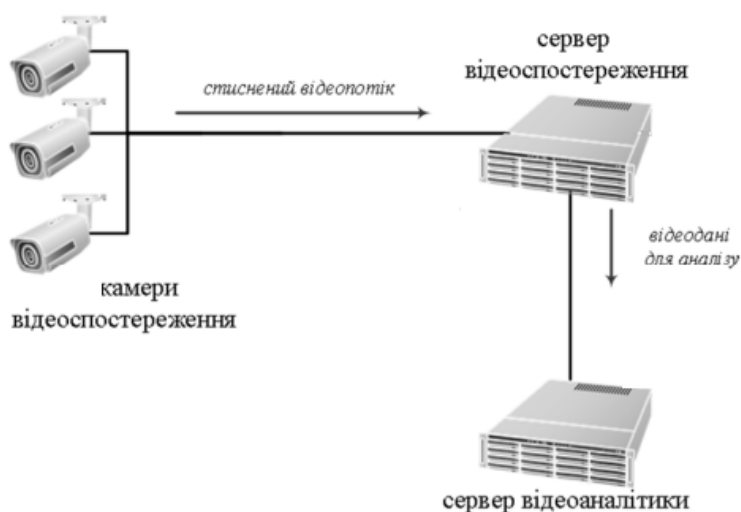 сервер
відеоспостереження
стиснений відеопотік
відеодані
для аналізу
камери
відеоспостереження
сервер відеоаналітики